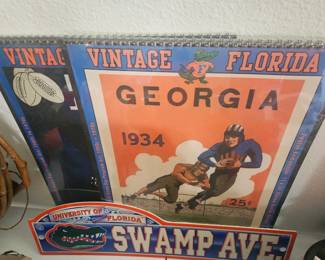 VINTAGE
VINTAGE FLORIDA
GEORGIA
1934
25¢
UNIVERSITY OF FLORIDA
SWAMP AVE.